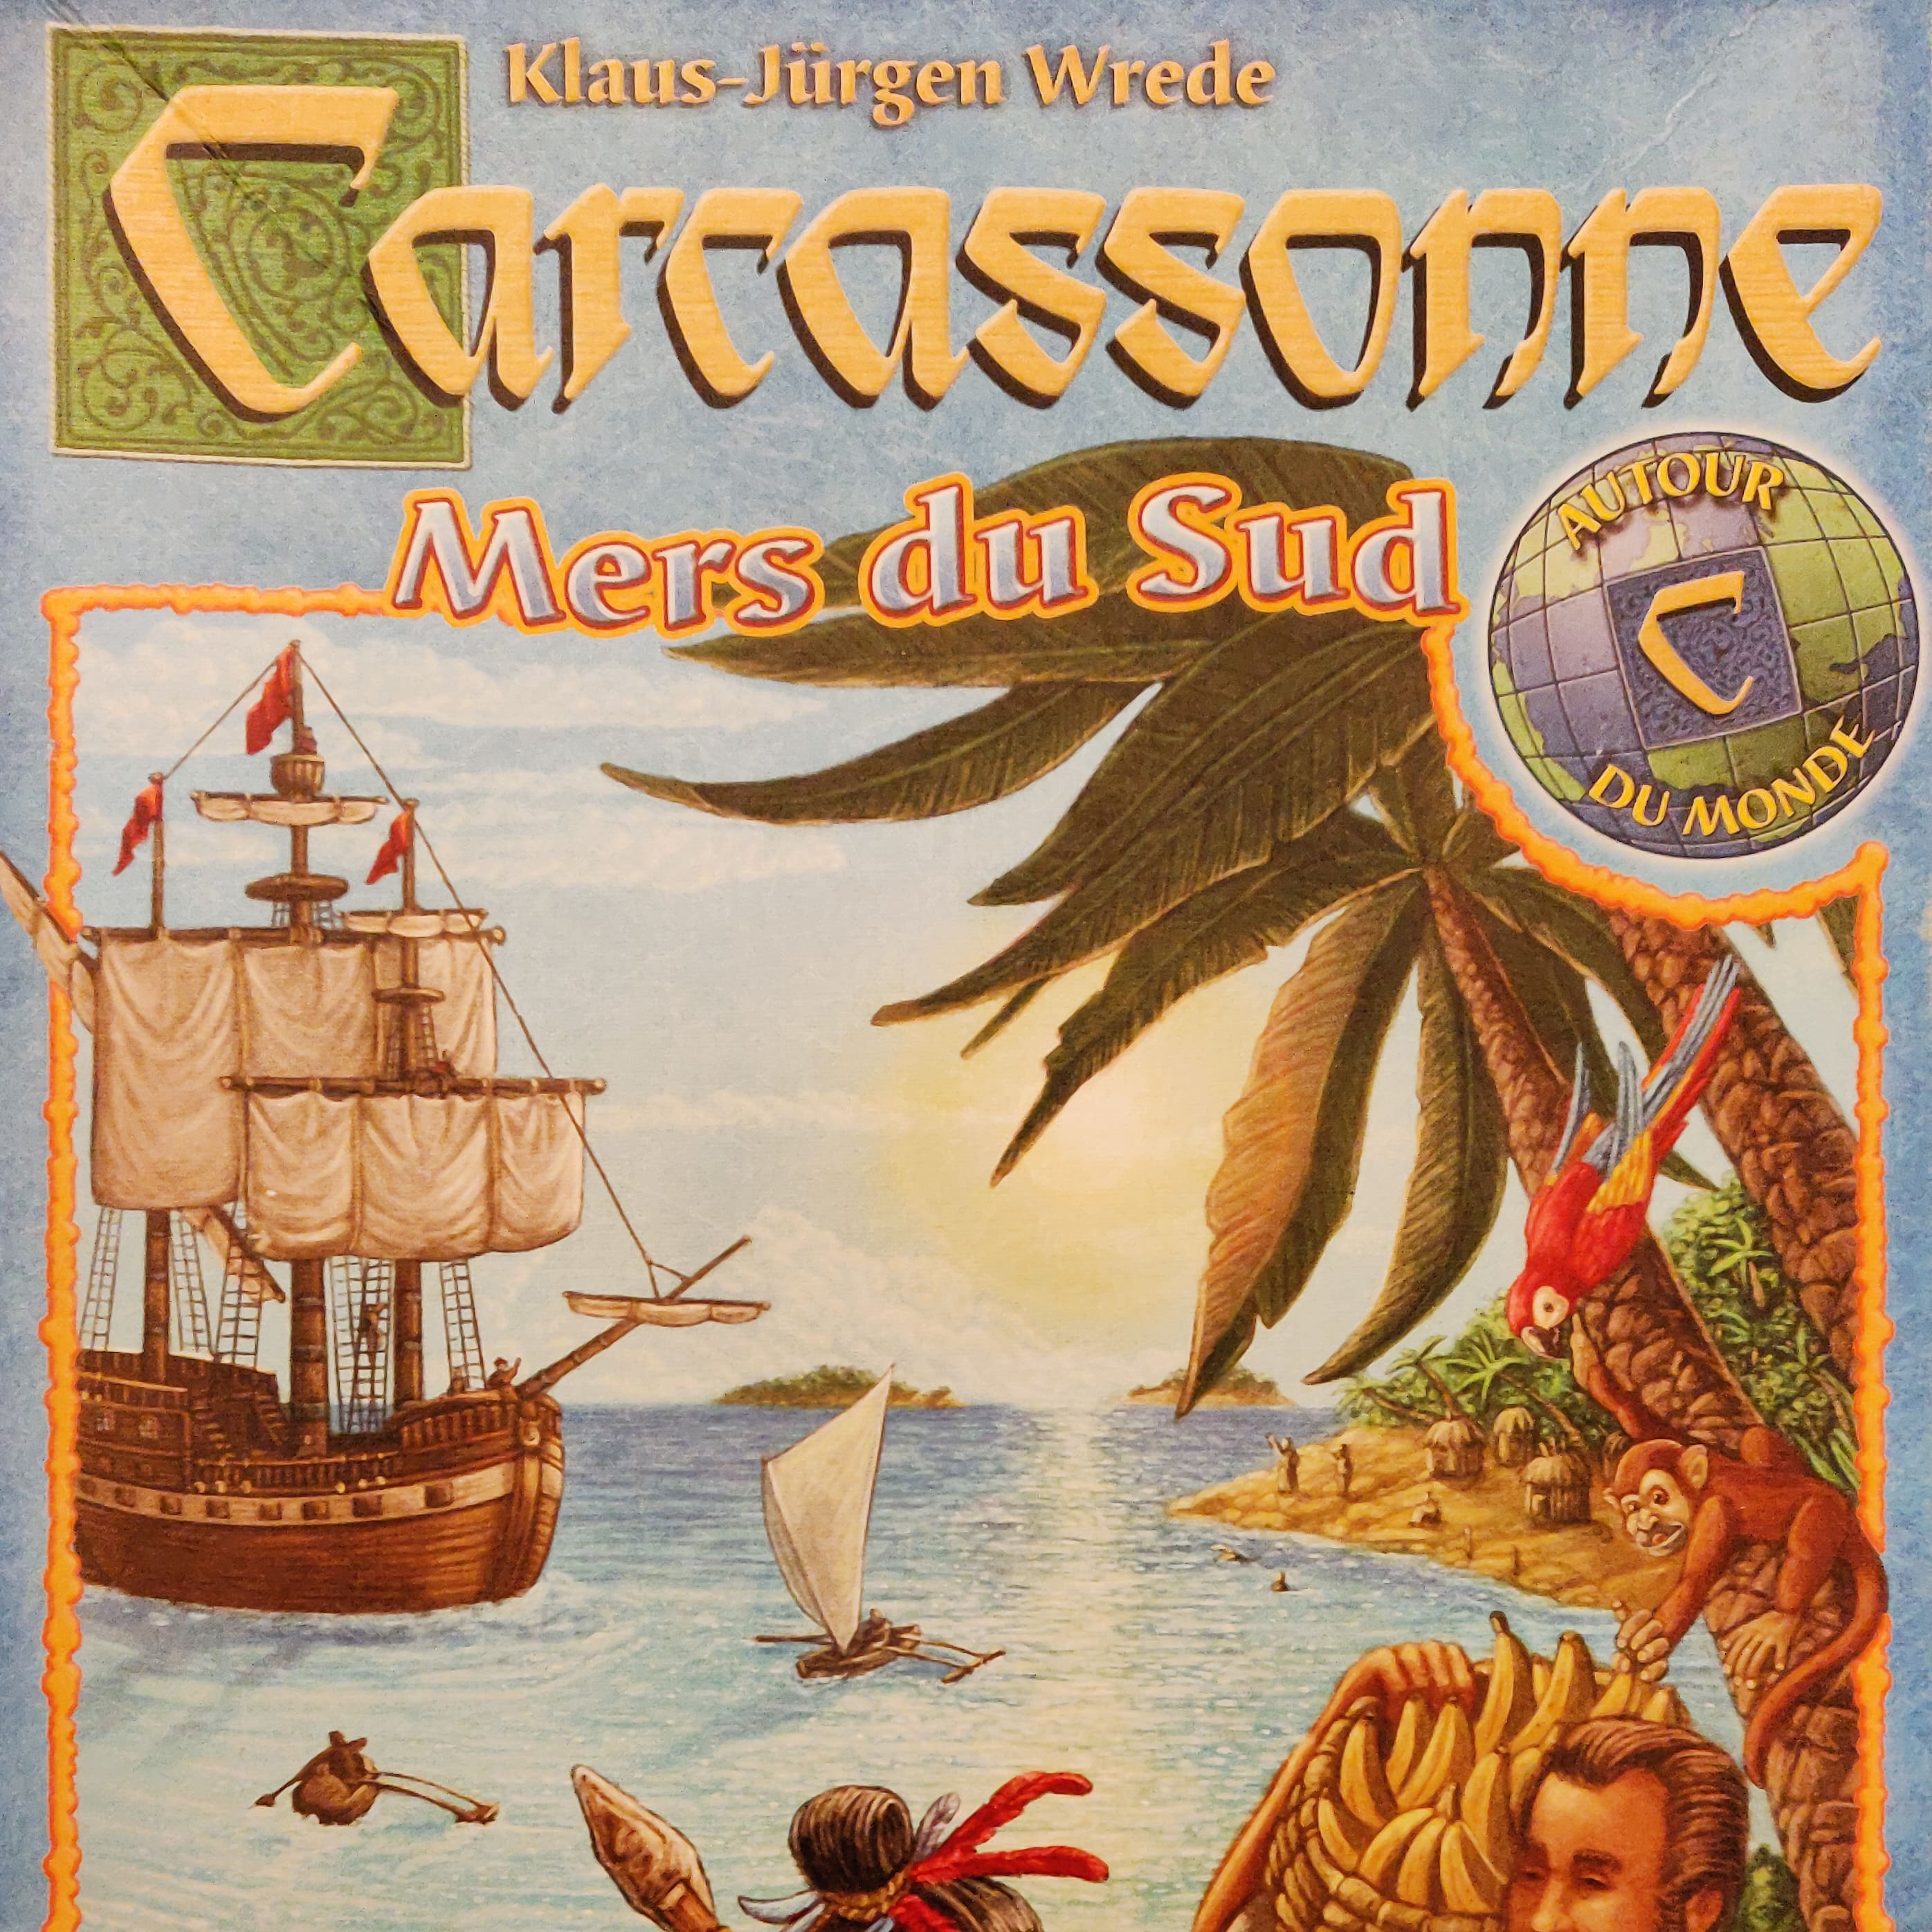 Klaus-Jürgen Wrede
Carcassonne
Mers du Sud
AUTOUR
C
DU MONDE